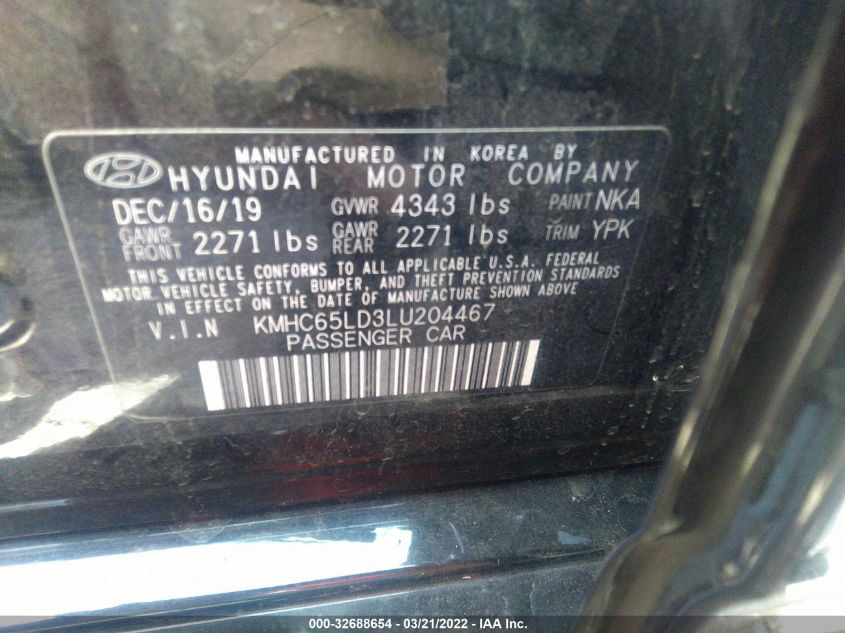 MANUFACTURED IN KOREA BY
HYUNDAI MOTOR COMPANY
DEC/16/19 GVWR 4343 lbs PAINT NKA
GAWR FRONT 2271 lbs GAWR REAR 2271 lbs TRIM YPK
THIS VEHICLE CONFORMS TO ALL APPLICABLE U.S.A. FEDERAL
MOTOR VEHICLE SAFETY, BUMPER, AND THEFT PREVENTION STANDARDS
IN EFFECT ON THE DATE OF MANUFACTURE SHOWN ABOVE
V.I.N KMHC65LD3LU204467
PASSENGER CAR
000-32688654 - 03/21/2022 - IAA Inc.